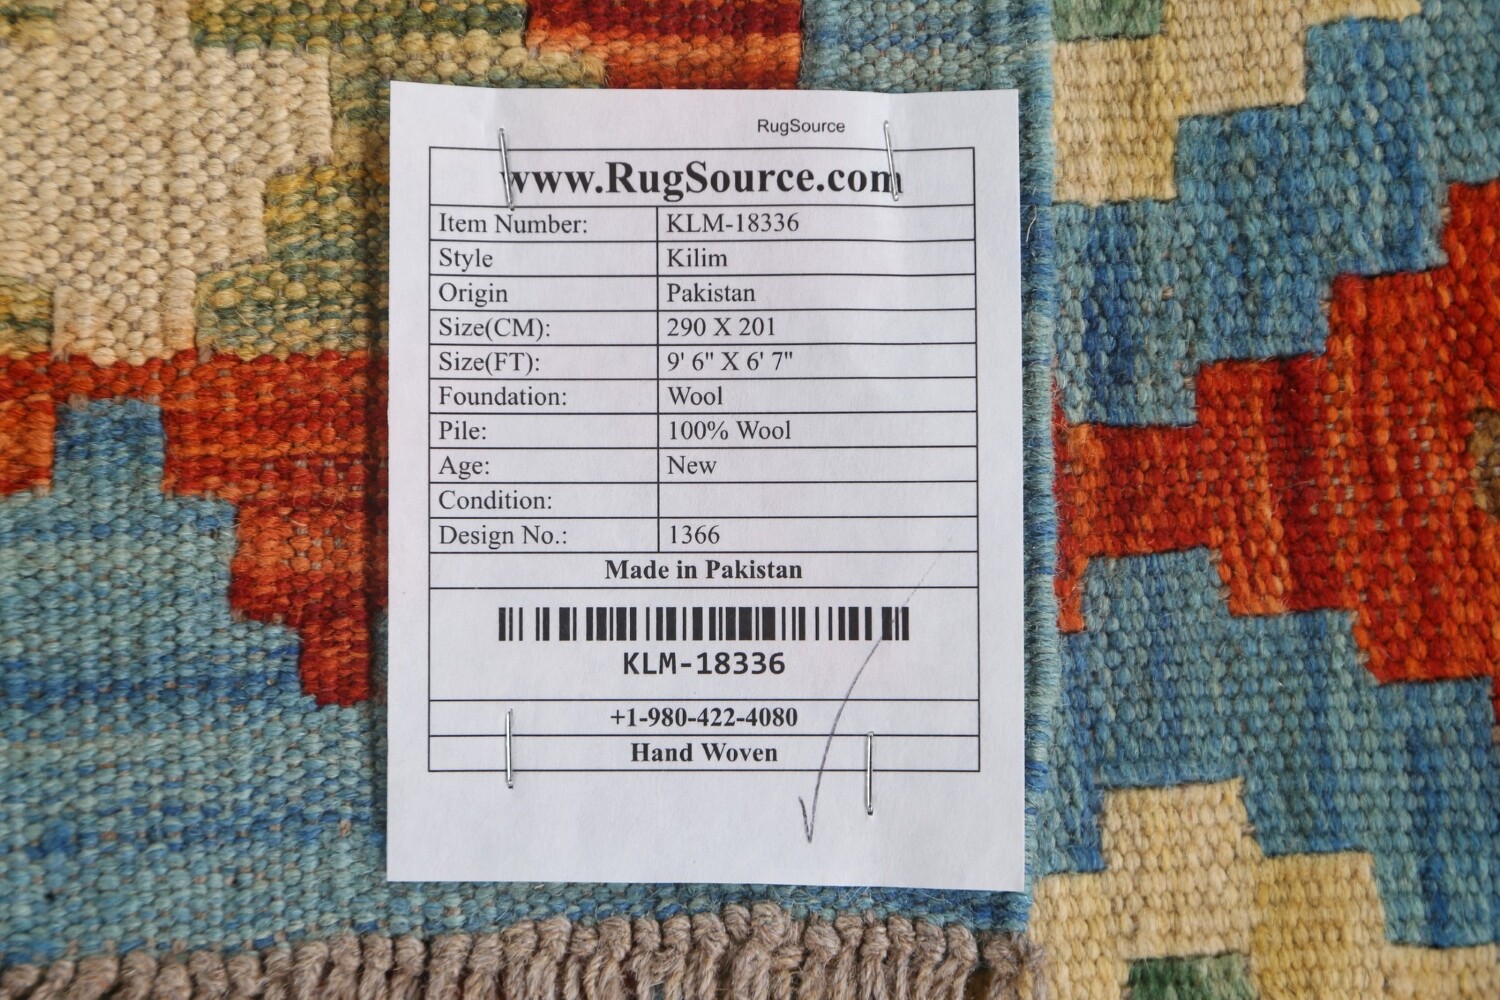 RugSource
www.RugSource.com
Item Number: KLM-18336
Style Kilim
Origin Pakistan
Size(CM): 290 X 201
Size(FT): 9' 6" X 6' 7"
Foundation: Wool
Pile: 100% Wool
Age: New
Condition:
Design No.: 1366
Made in Pakistan
KLM-18336
+1-980-422-4080
Hand Woven